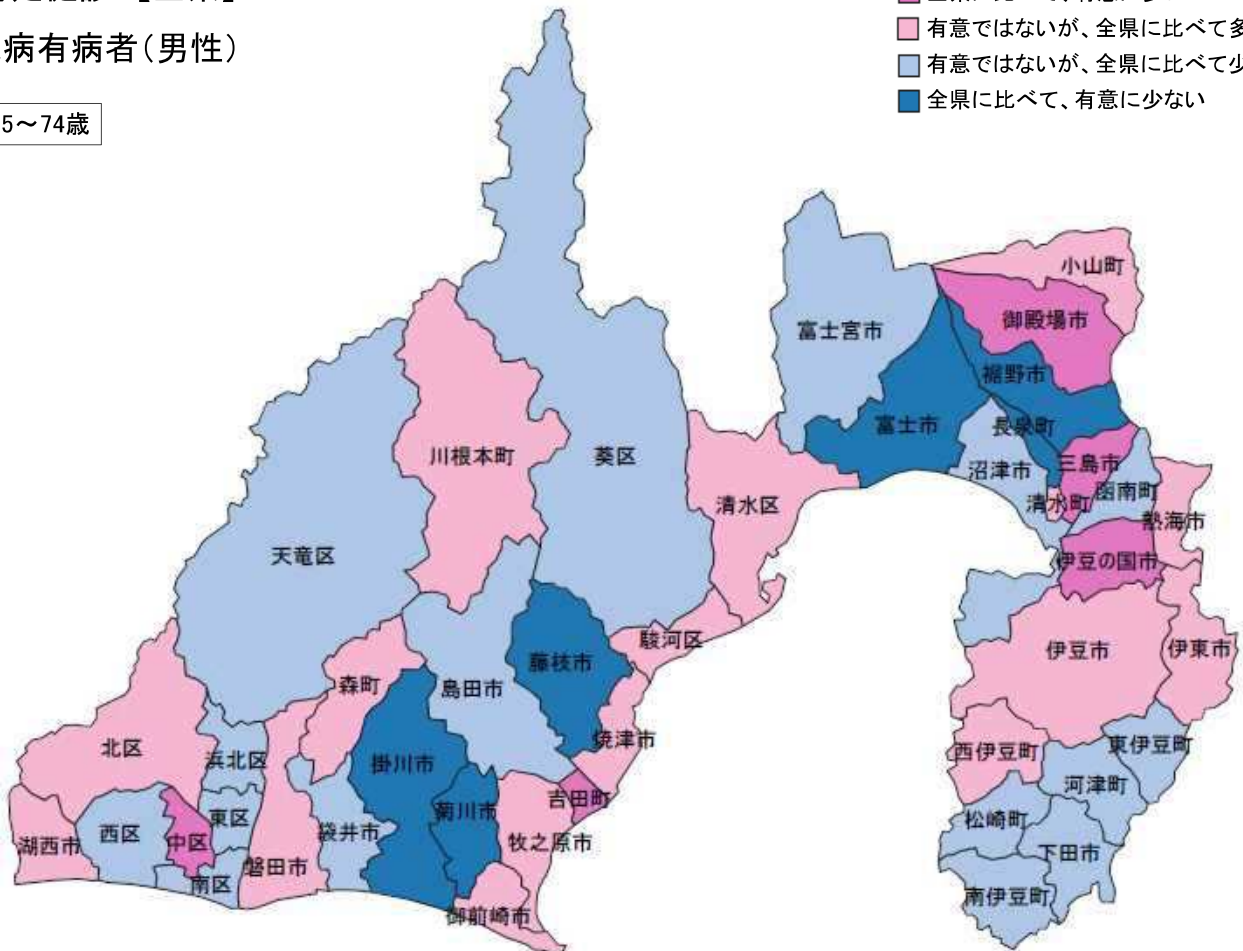 病有病者(男性)
5～74歳
有意ではないが、全県に比べて多
有意ではないが、全県に比べて少
全県に比べて、有意に少ない
小山町
御殿場市
富士宮市
裾野市
富士市
長泉町
川根本町
葵区
三島市
沼津市
函南町
清水区
清水町
熱海市
天竜区
伊豆の国市
駿河区
伊豆市
伊東市
藤枝市
森町
島田市
焼津市
北区
西伊豆町
東伊豆町
浜北区
掛川市
河津町
吉田町
菊川市
東区
松崎町
西区
袋井市
湖西市
中区
牧之原市
下田市
磐田市
南区
南伊豆町
御前崎市